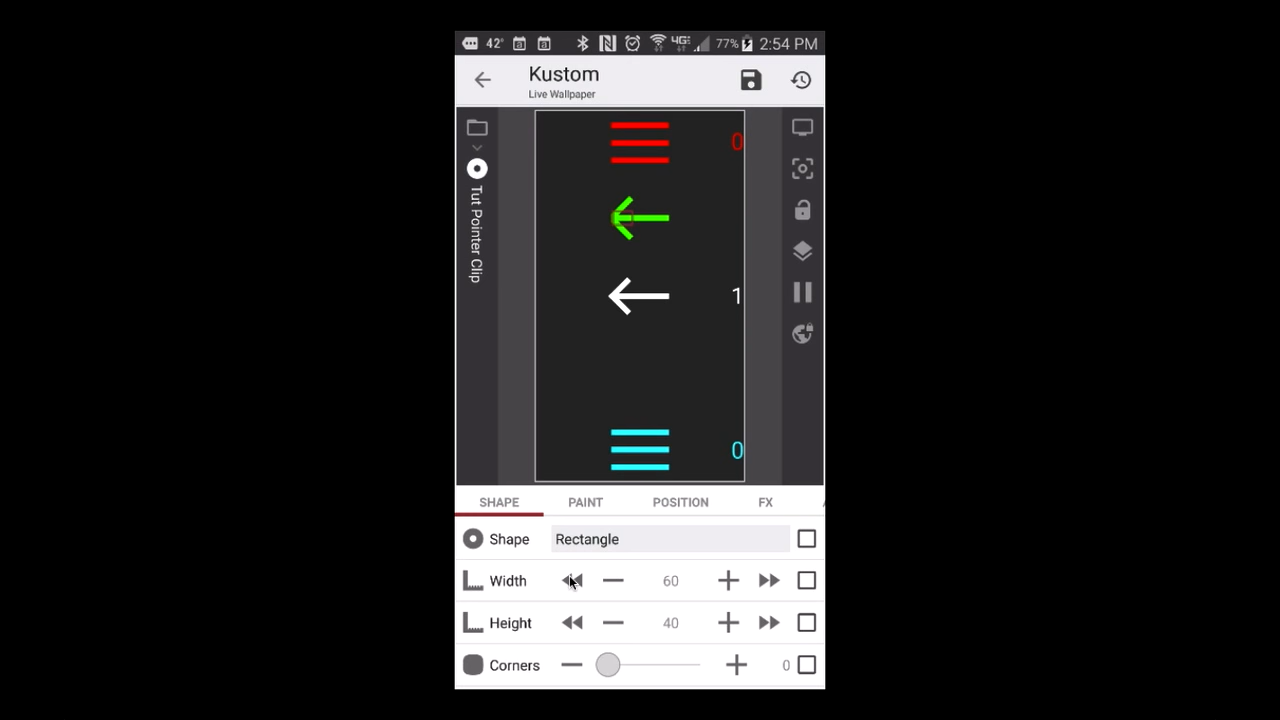 42° 4G 77% 2:54 PM
Kustom
Live Wallpaper
0
Tut Pointer Clip
1
0
SHAPE PAINT POSITION FX
Shape Rectangle
Width 60
Height 40
Corners 0